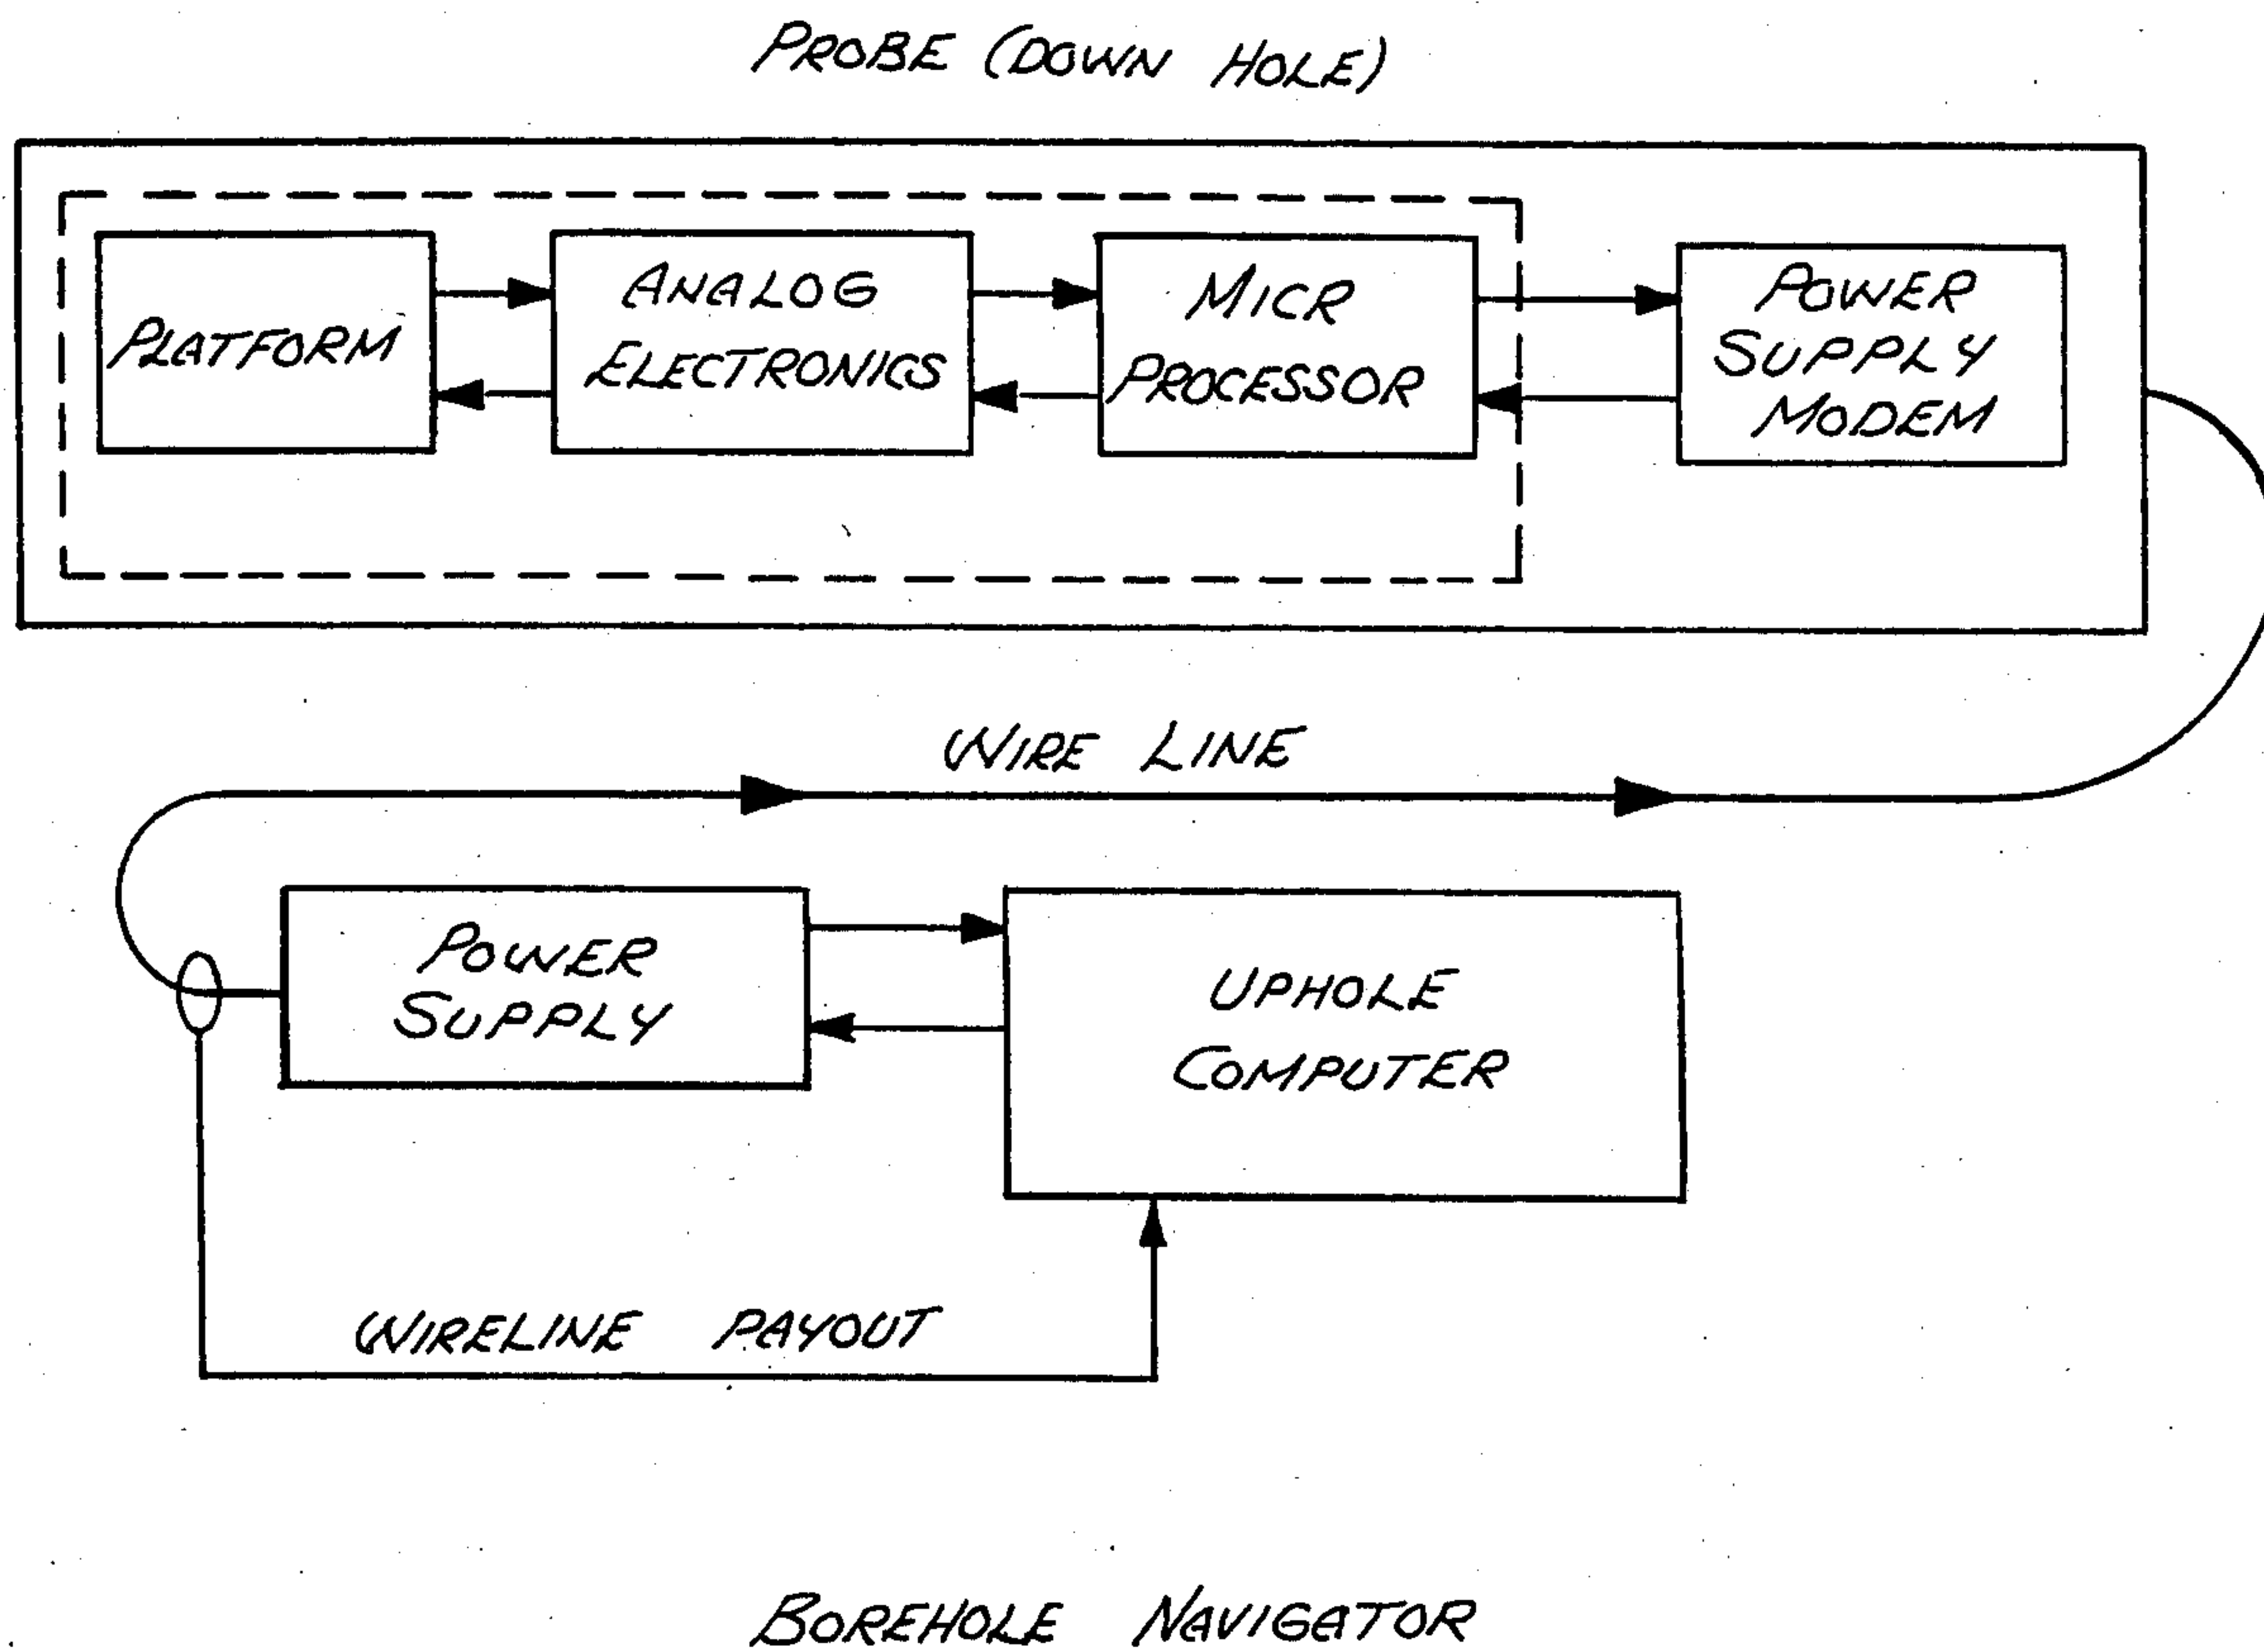 PROBE (DOWN HOLE)
PLATFORM
ANALOG
ELECTRONICS
MICR
PROCESSOR
POWER
SUPPLY
MODEM
WIRE LINE
POWER
SUPPLY
UPHOLE
COMPUTER
WIRELINE PAYOUT
BOREHOLE NAVIGATOR